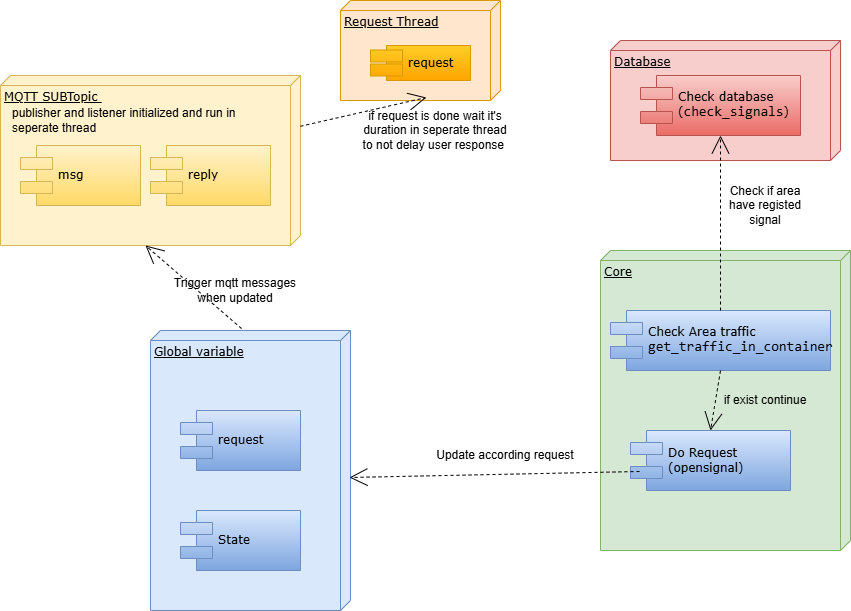 Request Thread
request
MQTT SUBTopic
publisher and listener initialized and run in
seperate thread
msg
reply
if request is done wait it's
duration in seperate thread
to not delay user response
Database
Check database
(check_signals)
Check if area
have registed
signal
Core
Check Area traffic
get_traffic_in_container
if exist continue
Do Request
(opensignal)
Trigger mqtt messages
when updated
Global variable
request
State
Update according request